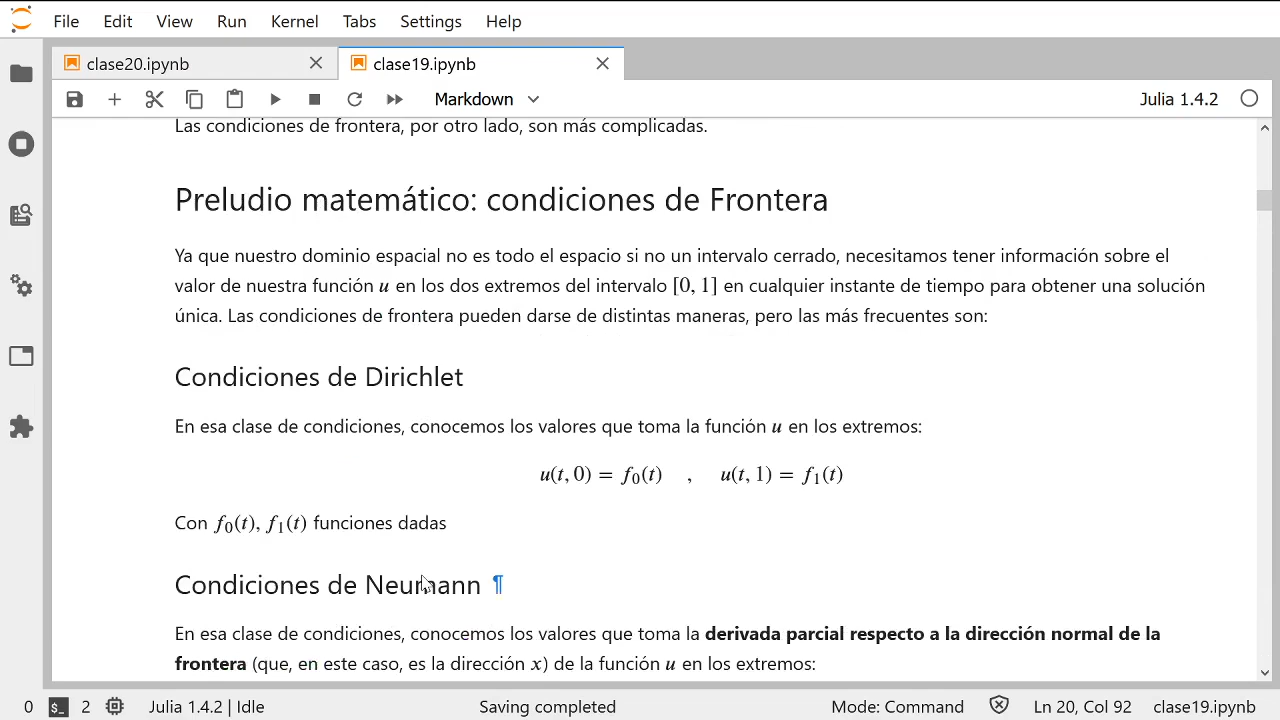 File Edit View Run Kernel Tabs Settings Help
clase20.ipynb clase19.ipynb
Markdown Julia 1.4.2
Las condiciones de frontera, por otro lado, son más complicadas.
Preludio matemático: condiciones de Frontera
Ya que nuestro dominio espacial no es todo el espacio si no un intervalo cerrado, necesitamos tener información sobre el
valor de nuestra función u en los dos extremos del intervalo [0, 1] en cualquier instante de tiempo para obtener una solución
única. Las condiciones de frontera pueden darse de distintas maneras, pero las más frecuentes son:
Condiciones de Dirichlet
En esa clase de condiciones, conocemos los valores que toma la función u en los extremos:
u(t, 0) = f₀(t) , u(t, 1) = f₁(t)
Con f₀(t), f₁(t) funciones dadas
Condiciones de Neumann ¶
En esa clase de condiciones, conocemos los valores que toma la derivada parcial respecto a la dirección normal de la
frontera (que, en este caso, es la dirección x) de la función u en los extremos:
0 $_ 2 Julia 1.4.2 | Idle Saving completed Mode: Command Ln 20, Col 92 clase19.ipynb